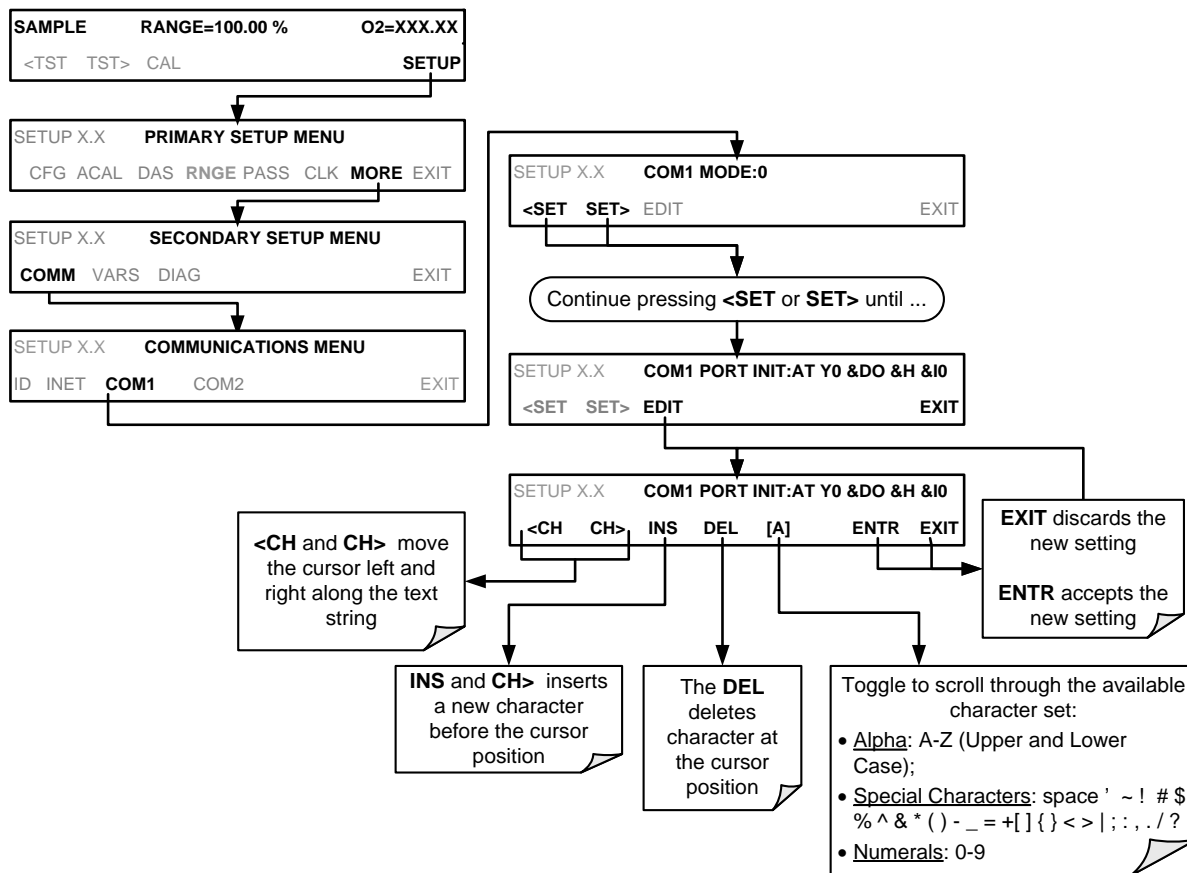 SAMPLE RANGE=100.00 % O2=XXX.XX
<TST TST> CAL SETUP
SETUP X.X PRIMARY SETUP MENU
CFG ACAL DAS RNGE PASS CLK MORE EXIT
SETUP X.X SECONDARY SETUP MENU
COMM VARS DIAG EXIT
SETUP X.X COMMUNICATIONS MENU
ID INET COM1 COM2 EXIT
SETUP X.X COM1 MODE:0
<SET SET> EDIT EXIT
Continue pressing <SET or SET> until ...
SETUP X.X COM1 PORT INIT:AT Y0 &DO &H &I0
<SET SET> EDIT EXIT
SETUP X.X COM1 PORT INIT:AT Y0 &DO &H &I0
<CH CH> INS DEL [A] ENTR EXIT
<CH and CH> move
the cursor left and
right along the text
string
EXIT discards the
new setting
ENTR accepts the
new setting
INS and CH> inserts
a new character
before the cursor
position
The DEL
deletes
character at
the cursor
position
Toggle to scroll through the available
character set:
• Alpha: A-Z (Upper and Lower
Case);
• Special Characters: space ' ~ ! # $
% ^ & * ( ) - _ = +[ ] { } < > | ; : , . / ?
• Numerals: 0-9